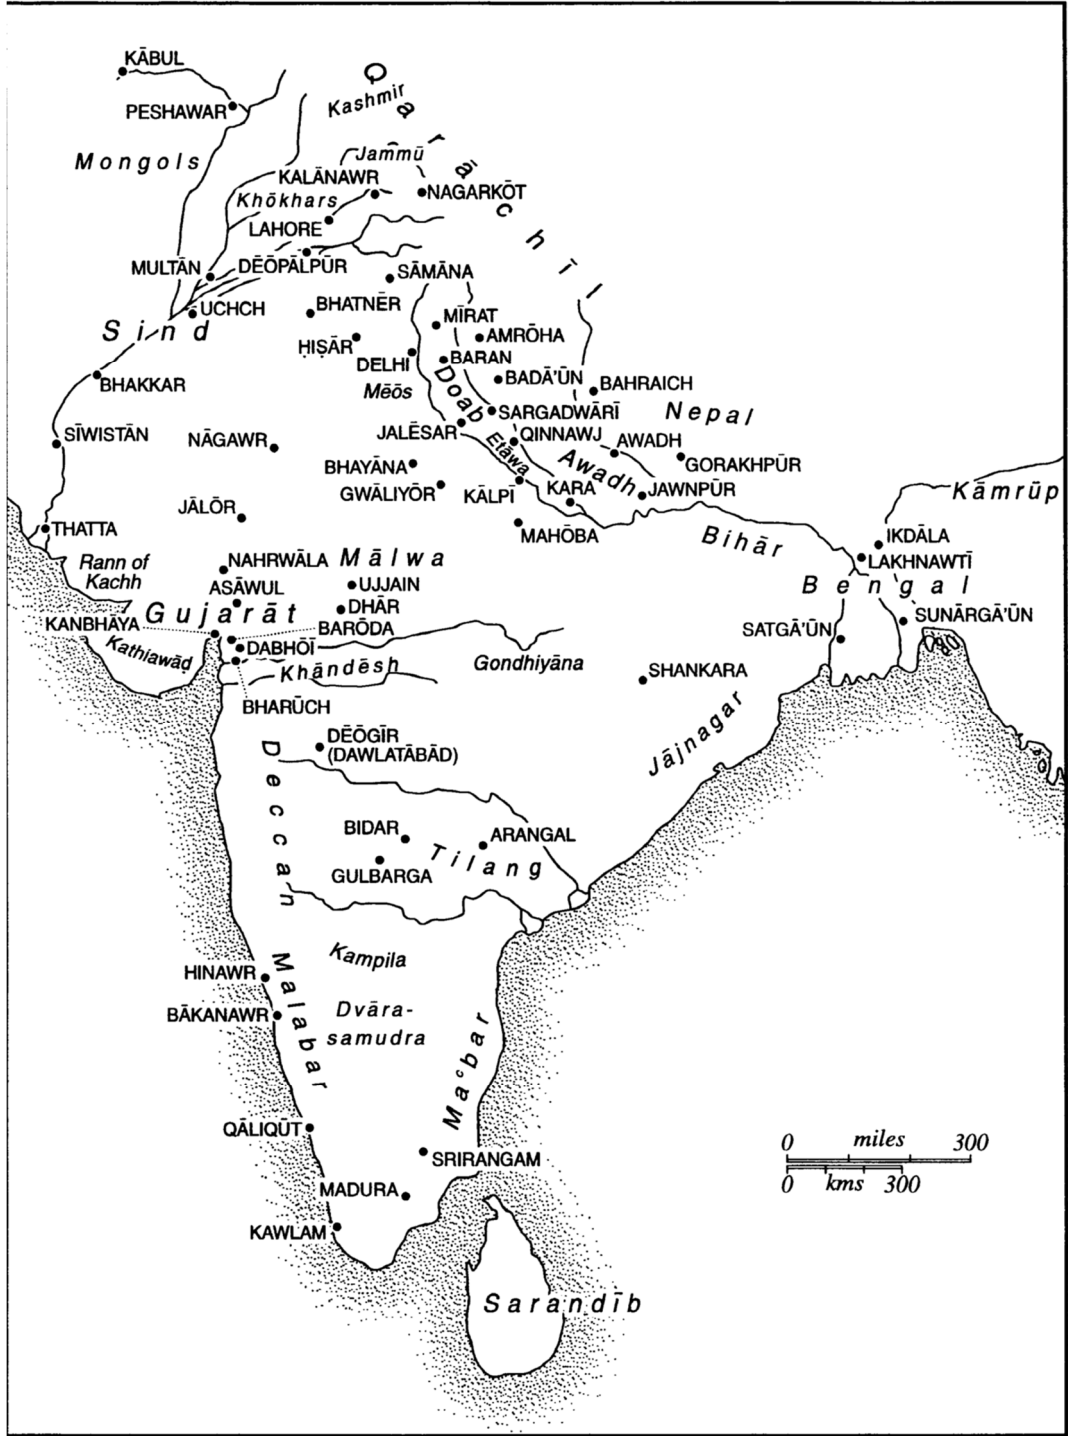 KĀBUL
Qarāchīl
Kashmir
PESHAWAR
Mongols
Jammū
KALĀNAWR
NAGARKŌT
Khōkhars
LAHORE
MULTĀN
DĒŌPĀLPŪR
SĀMĀNA
UCHCH
BHATNĒR
MĪRAT
Sind
AMRŌHA
ḤIṢĀR
DELHI
BARAN
BADĀ'ŪN
BHAKKAR
Mēōs
Doab
BAHRAICH
SARGADWĀRĪ
Nepal
SĪWISTĀN
NĀGAWR
JALĒSAR
QINNAWJ
AWADH
Etāwa
BHAYĀNA
Awadh
GORAKHPŪR
GWĀLIYŌR
KĀLPĪ
KARA
JAWNPŪR
Kāmrūp
JĀLŌR
THATTA
MAHŌBA
Bihār
IKDĀLA
Rann of
Kachh
NAHRWĀLA
Mālwa
LAKHNAWTĪ
ASĀWUL
UJJAIN
Bengal
Gujarāt
DHĀR
KANBHĀYA
BARŌDA
SUNĀRGĀ'ŪN
SATGĀ'ŪN
Kathiawāḍ
DABHŌĪ
Khāndēsh
Gondhiyāna
SHANKARA
BHARŪCH
Jājnagar
DĒŌGĪR
(DAWLATĀBĀD)
Deccan
BIDAR
ARANGAL
Tilang
GULBARGA
Kampila
HINAWR
Malabar
BĀKANAWR
Dvāra-
samudra
Maᶜbar
QĀLIQŪT
SRIRANGAM
MADURA
KAWLAM
0 miles 300
0 kms 300
Sarandīb